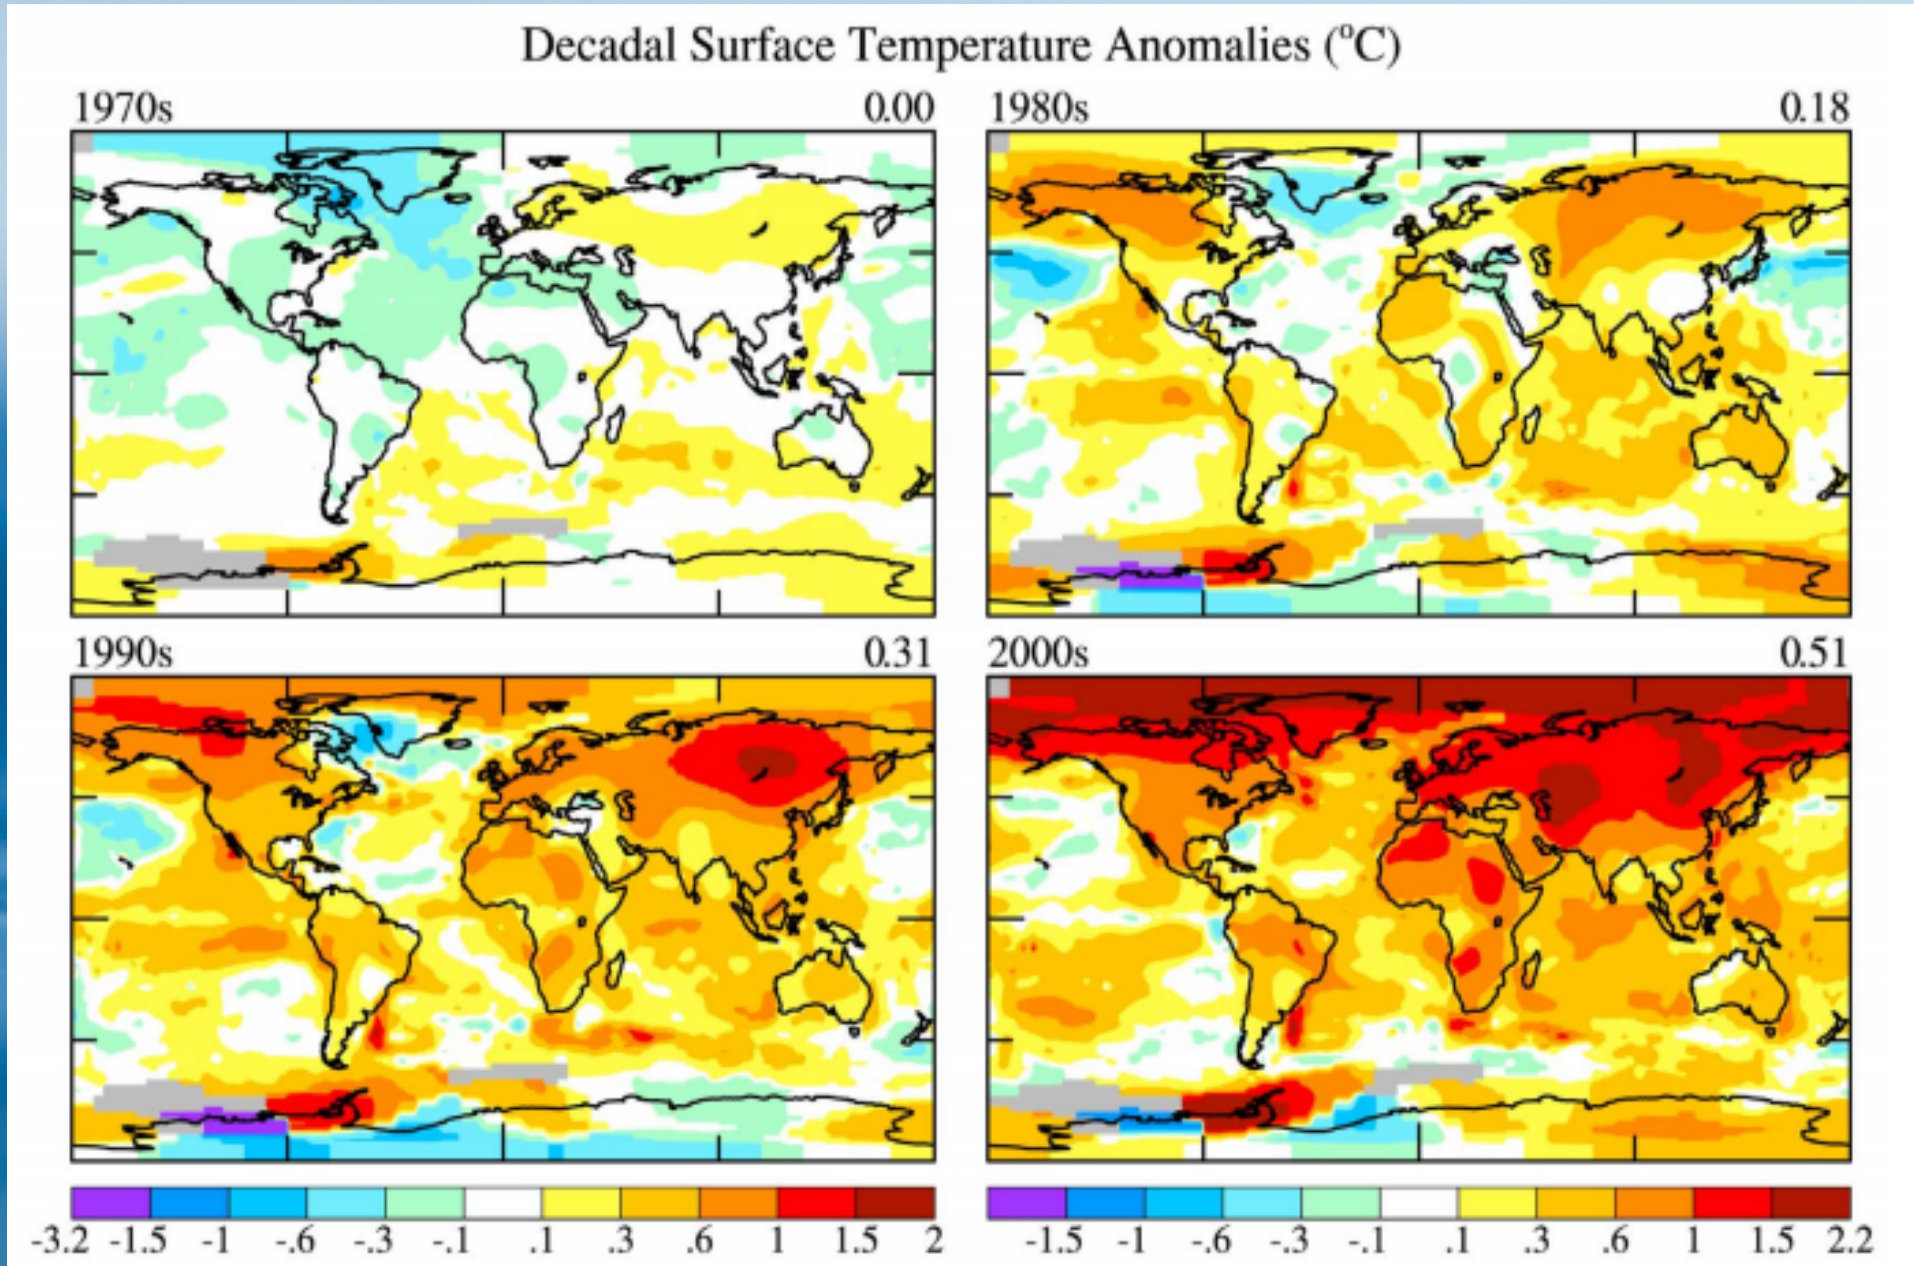 Decadal Surface Temperature Anomalies (°C)
1970s 0.00
1980s 0.18
1990s 0.31
2000s 0.51
-3.2 -1.5 -1 -.6 -.3 -.1 .1 .3 .6 1 1.5 2
-1.5 -1 -.6 -.3 -.1 .1 .3 .6 1 1.5 2.2